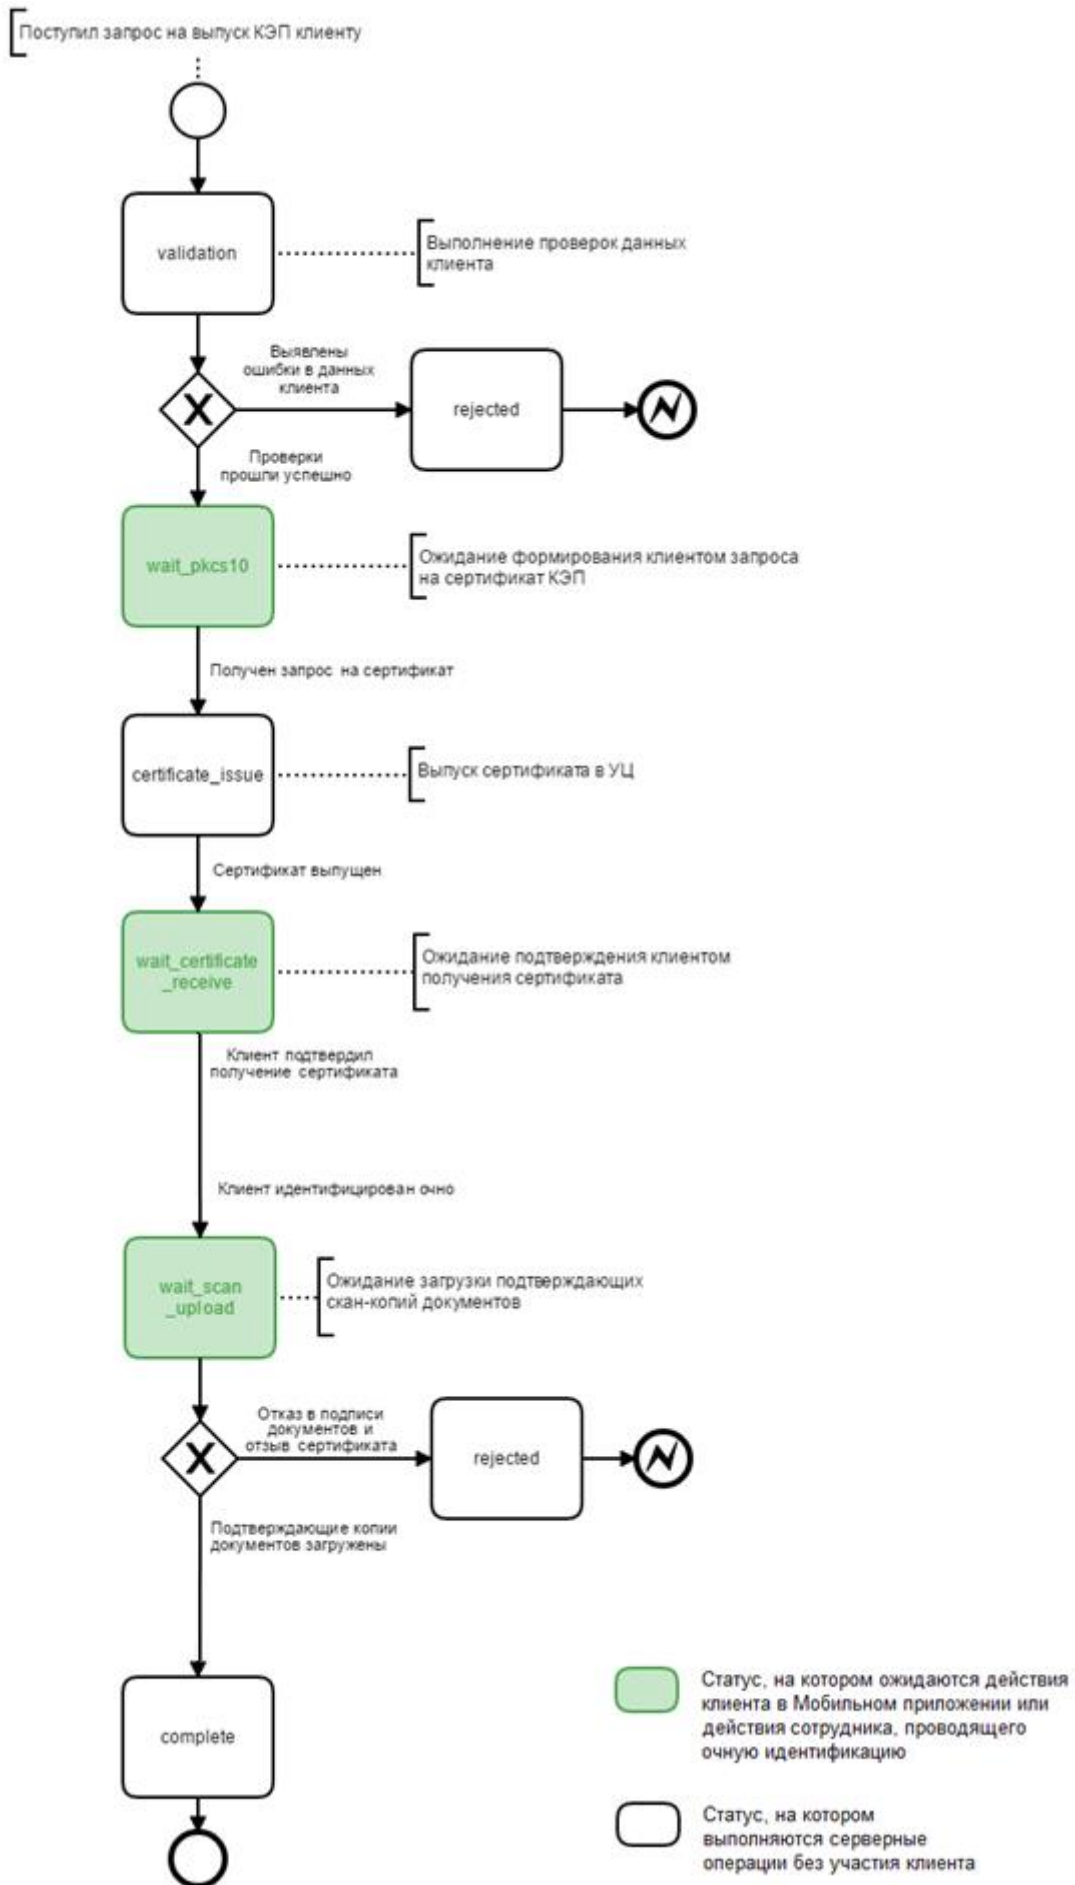 Поступил запрос на выпуск КЭП клиенту
validation
Выполнение проверок данных
клиента
Выявлены
ошибки в данных
клиента
X
rejected
Проверки
прошли успешно
wait_pkcs10
Ожидание формирования клиентом запроса
на сертификат КЭП
Получен запрос на сертификат
certificate_issue
Выпуск сертификата в УЦ
Сертификат выпущен
wait_certificate
_receive
Ожидание подтверждения клиентом
получения сертификата
Клиент подтвердил
получение сертификата
Клиент идентифицирован очно
wait_scan
_upload
Ожидание загрузки подтверждающих
скан-копий документов
Отказ в подписи
документов и
отзыв сертификата
X
rejected
Подтверждающие копии
документов загружены
complete
Статус, на котором ожидаются действия
клиента в Мобильном приложении или
действия сотрудника, проводящего
очную идентификацию
Статус, на котором
выполняются серверные
операции без участия клиента